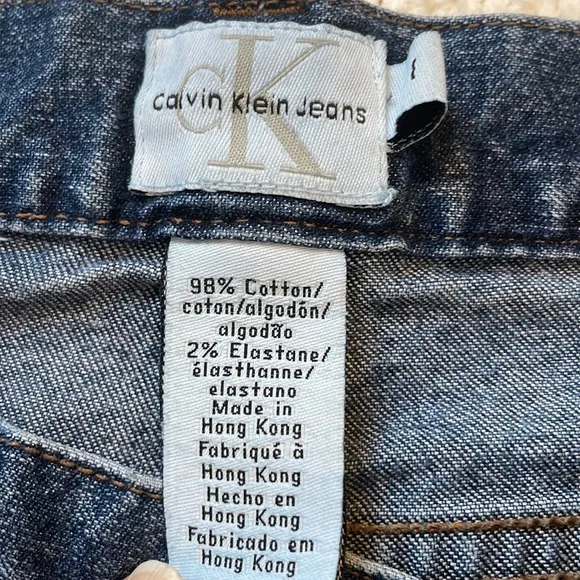 cK
Calvin Klein Jeans
98% Cotton/
coton/algodón/
algodão
2% Elastane/
élasthanne/
elastano
Made in
Hong Kong
Fabriqué à
Hong Kong
Hecho en
Hong Kong
Fabricado em
Hong Kong